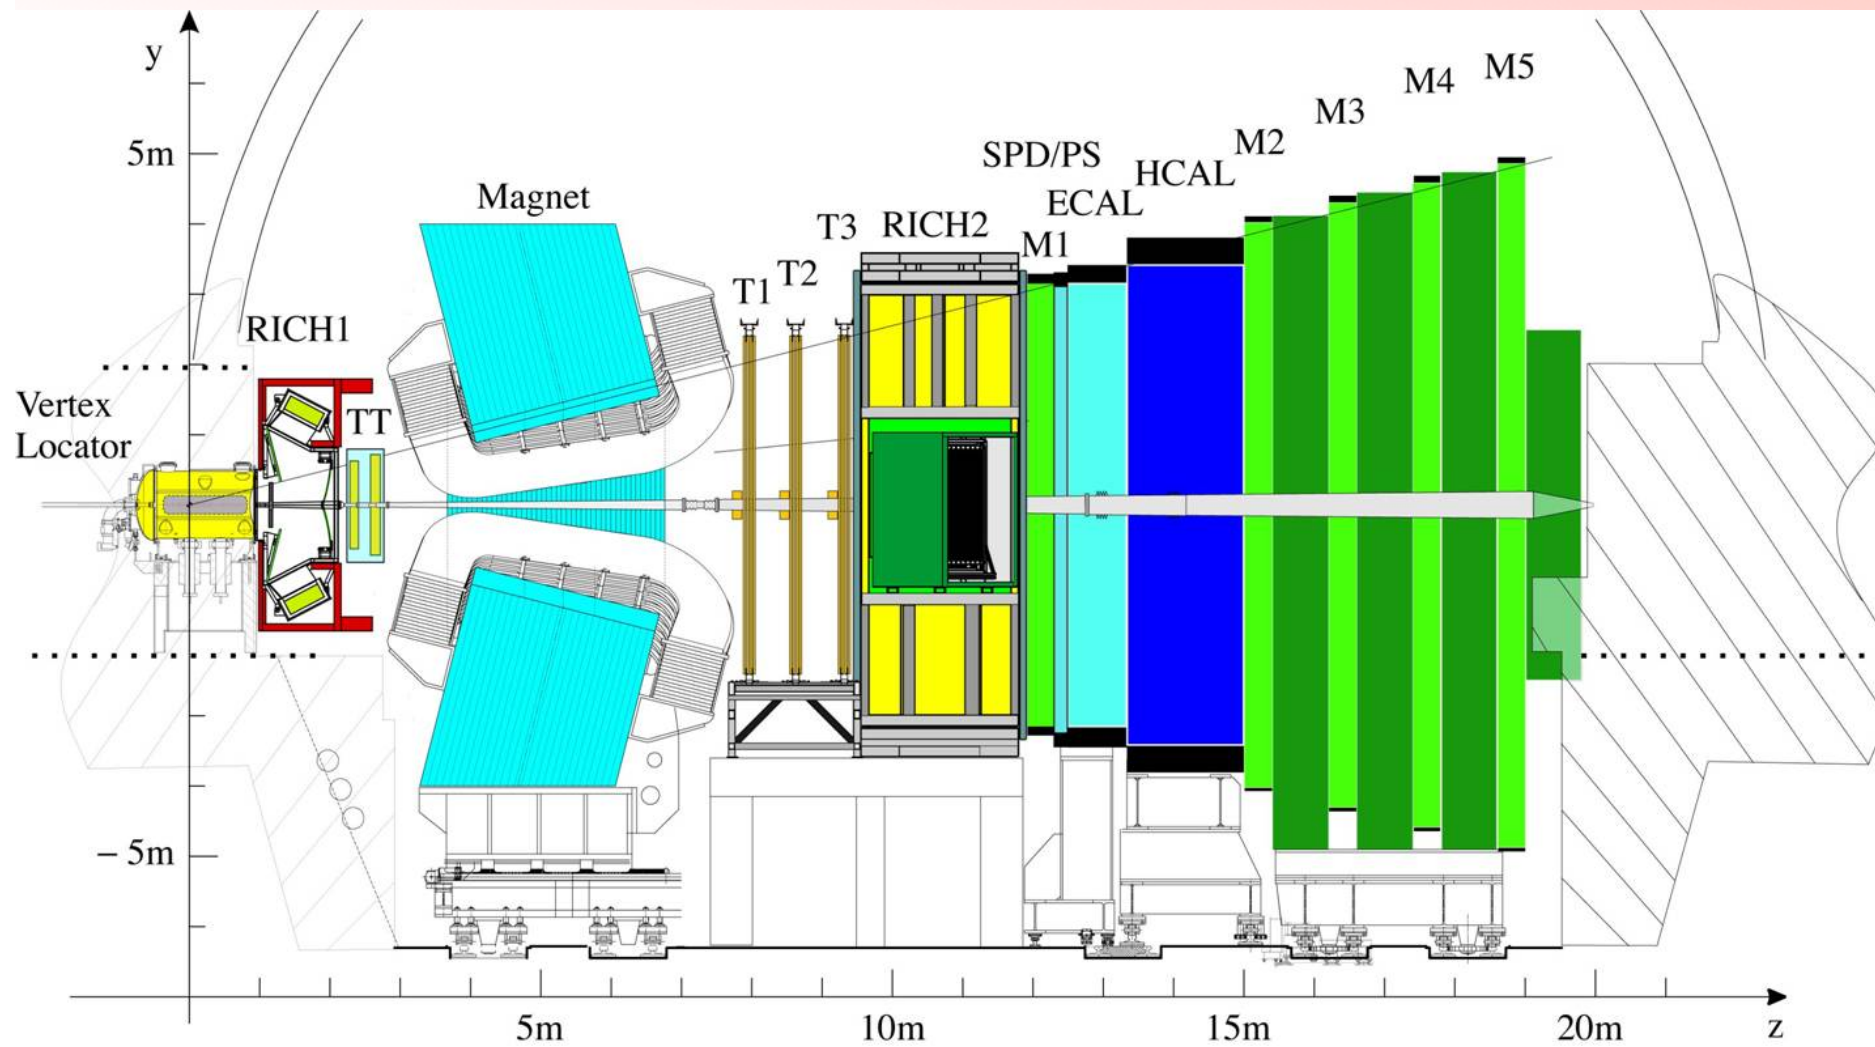 y
5m
Magnet
RICH1
Vertex
Locator
TT
T1
T2
T3
RICH2
M1
SPD/PS
ECAL
HCAL
M2
M3
M4
M5
− 5m
5m
10m
15m
20m
z